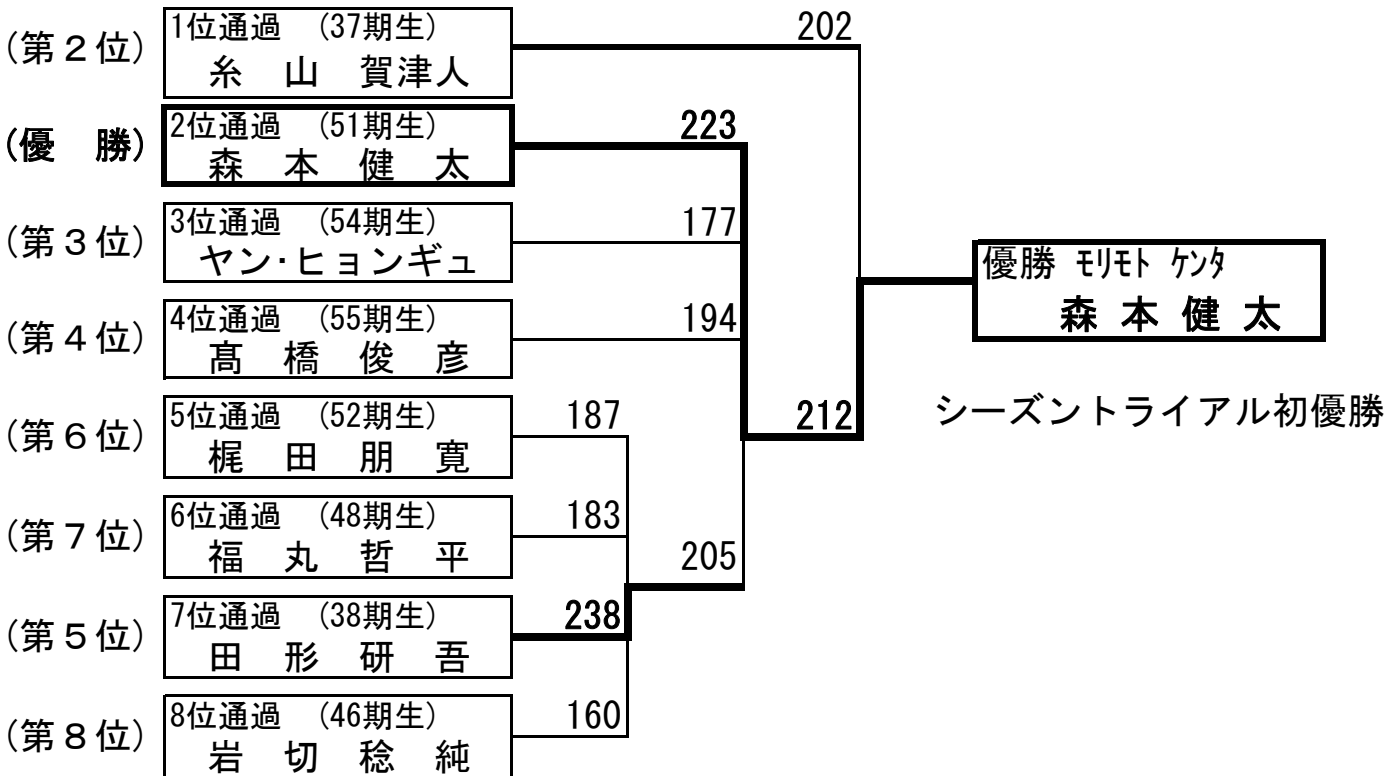 (第２位)
1位通過　(37期生)
糸　山　賀津人
202
(優　勝)
2位通過　(51期生)
森　本　健　太
223
(第３位)
3位通過　(54期生)
ヤン・ヒョンギュ
177
(第４位)
4位通過　(55期生)
髙　橋　俊　彦
194
(第６位)
5位通過　(52期生)
梶　田　朋　寛
187
(第７位)
6位通過　(48期生)
福　丸　哲　平
183
(第５位)
7位通過　(38期生)
田　形　研　吾
238
(第８位)
8位通過　(46期生)
岩　切　稔　純
160
205
212
優勝 ﾓﾘﾓﾄ ｹﾝﾀ
森 本 健 太
シーズントライアル初優勝